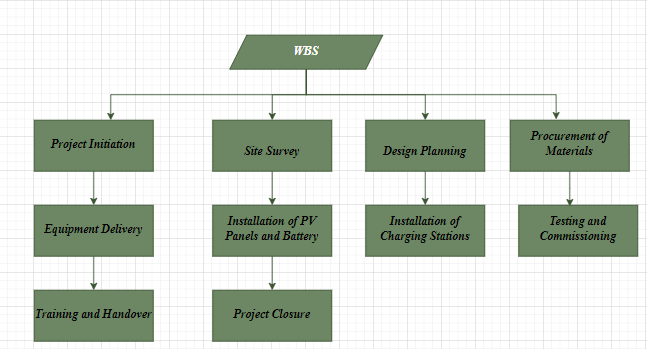 WBS
Project Initiation
Site Survey
Design Planning
Procurement of
Materials
Equipment Delivery
Installation of PV
Panels and Battery
Installation of
Charging Stations
Testing and
Commissioning
Training and Handover
Project Closure